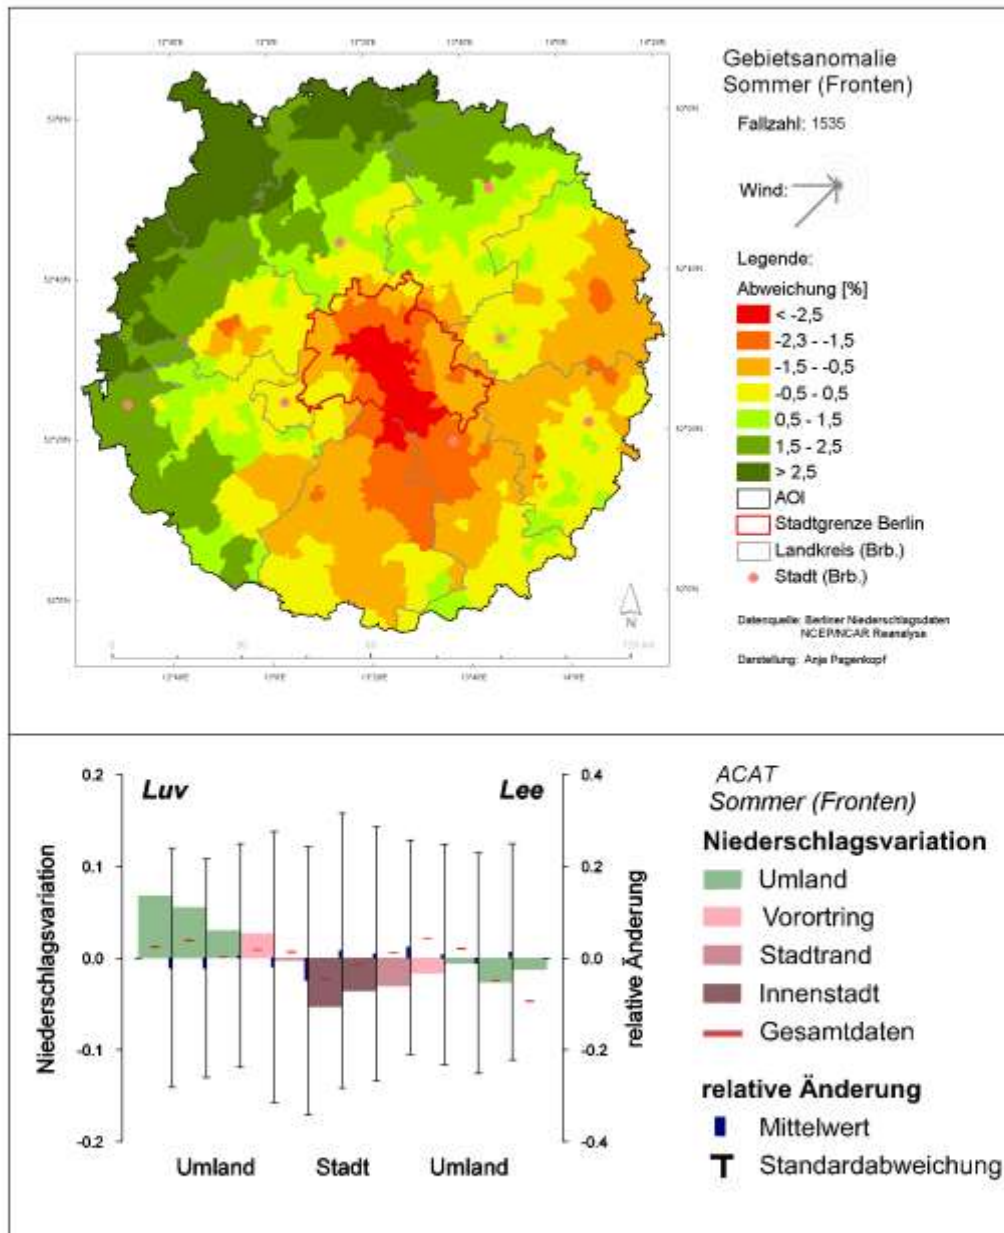 Gebietsanomalie
Sommer (Fronten)
Fallzahl: 1535
Wind:
Legende:
Abweichung [%]
< -2,5
-2,3 - -1,5
-1,5 - -0,5
-0,5 - 0,5
0,5 - 1,5
1,5 - 2,5
> 2,5
AOI
Stadtgrenze Berlin
Landkreis (Brb.)
Stadt (Brb.)
Datenquelle: Berliner Niederschlagsdaten
NCEP/NCAR Reanalyse
Darstellung: Anja Pagenkopf
N
0.2
0.4
Luv
Lee
0.1
0.2
0.0
0.0
-0.1
-0.2
-0.2
-0.4
Niederschlagsvariation
relative Änderung
Umland
Stadt
Umland
ACAT
Sommer (Fronten)
Niederschlagsvariation
Umland
Vorortring
Stadtrand
Innenstadt
Gesamtdaten
relative Änderung
Mittelwert
Standardabweichung